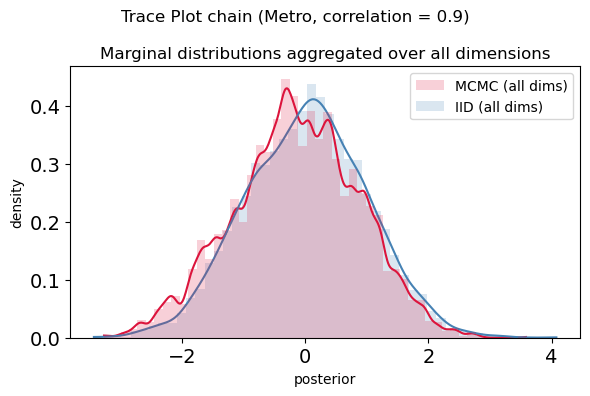 Trace Plot chain (Metro, correlation = 0.9)
Marginal distributions aggregated over all dimensions
MCMC (all dims)
IID (all dims)
density
0.4
0.3
0.2
0.1
0.0
−2
0
2
4
posterior